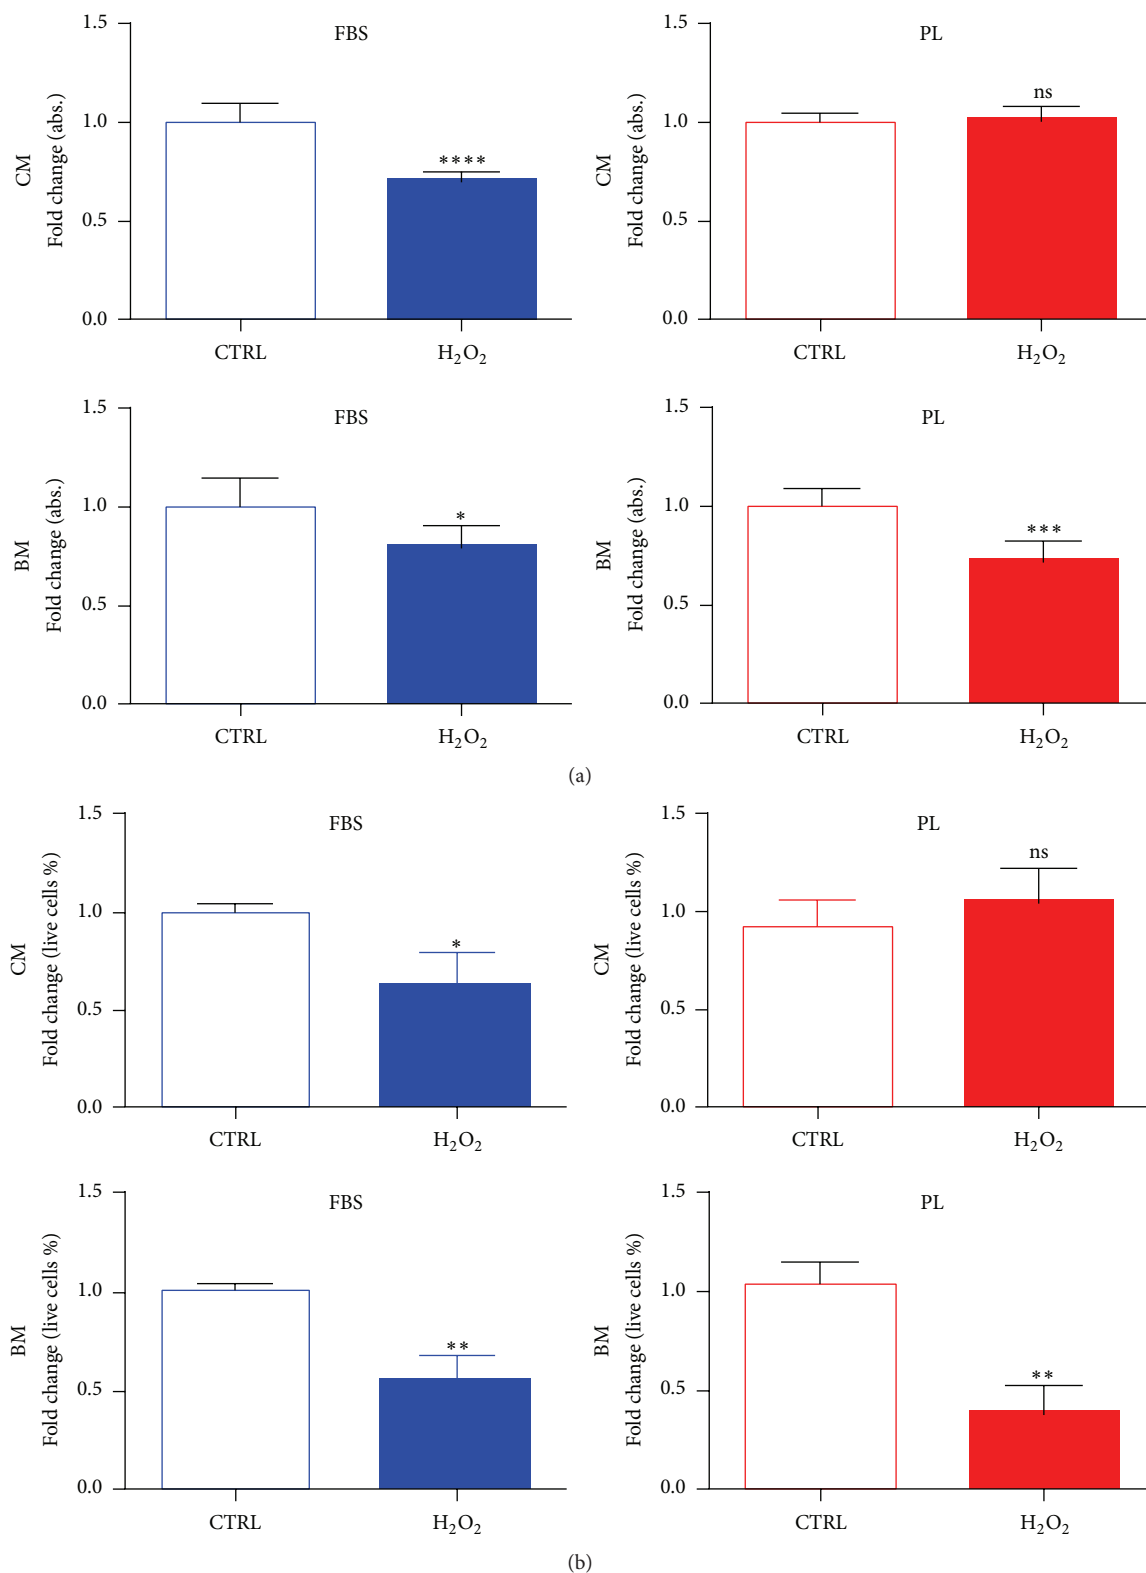 FBS
1.5
1.0
0.5
0.0
CM
Fold change (abs.)
****
CTRL
H₂O₂
PL
1.5
1.0
0.5
0.0
CM
Fold change (abs.)
ns
CTRL
H₂O₂
FBS
1.5
1.0
0.5
0.0
BM
Fold change (abs.)
*
CTRL
H₂O₂
PL
1.5
1.0
0.5
0.0
BM
Fold change (abs.)
***
CTRL
H₂O₂
(a)
FBS
1.5
1.0
0.5
0.0
CM
Fold change (live cells %)
*
CTRL
H₂O₂
PL
1.5
1.0
0.5
0.0
CM
Fold change (live cells %)
ns
CTRL
H₂O₂
FBS
1.5
1.0
0.5
0.0
BM
Fold change (live cells %)
**
CTRL
H₂O₂
PL
1.5
1.0
0.5
0.0
BM
Fold change (live cells %)
**
CTRL
H₂O₂
(b)